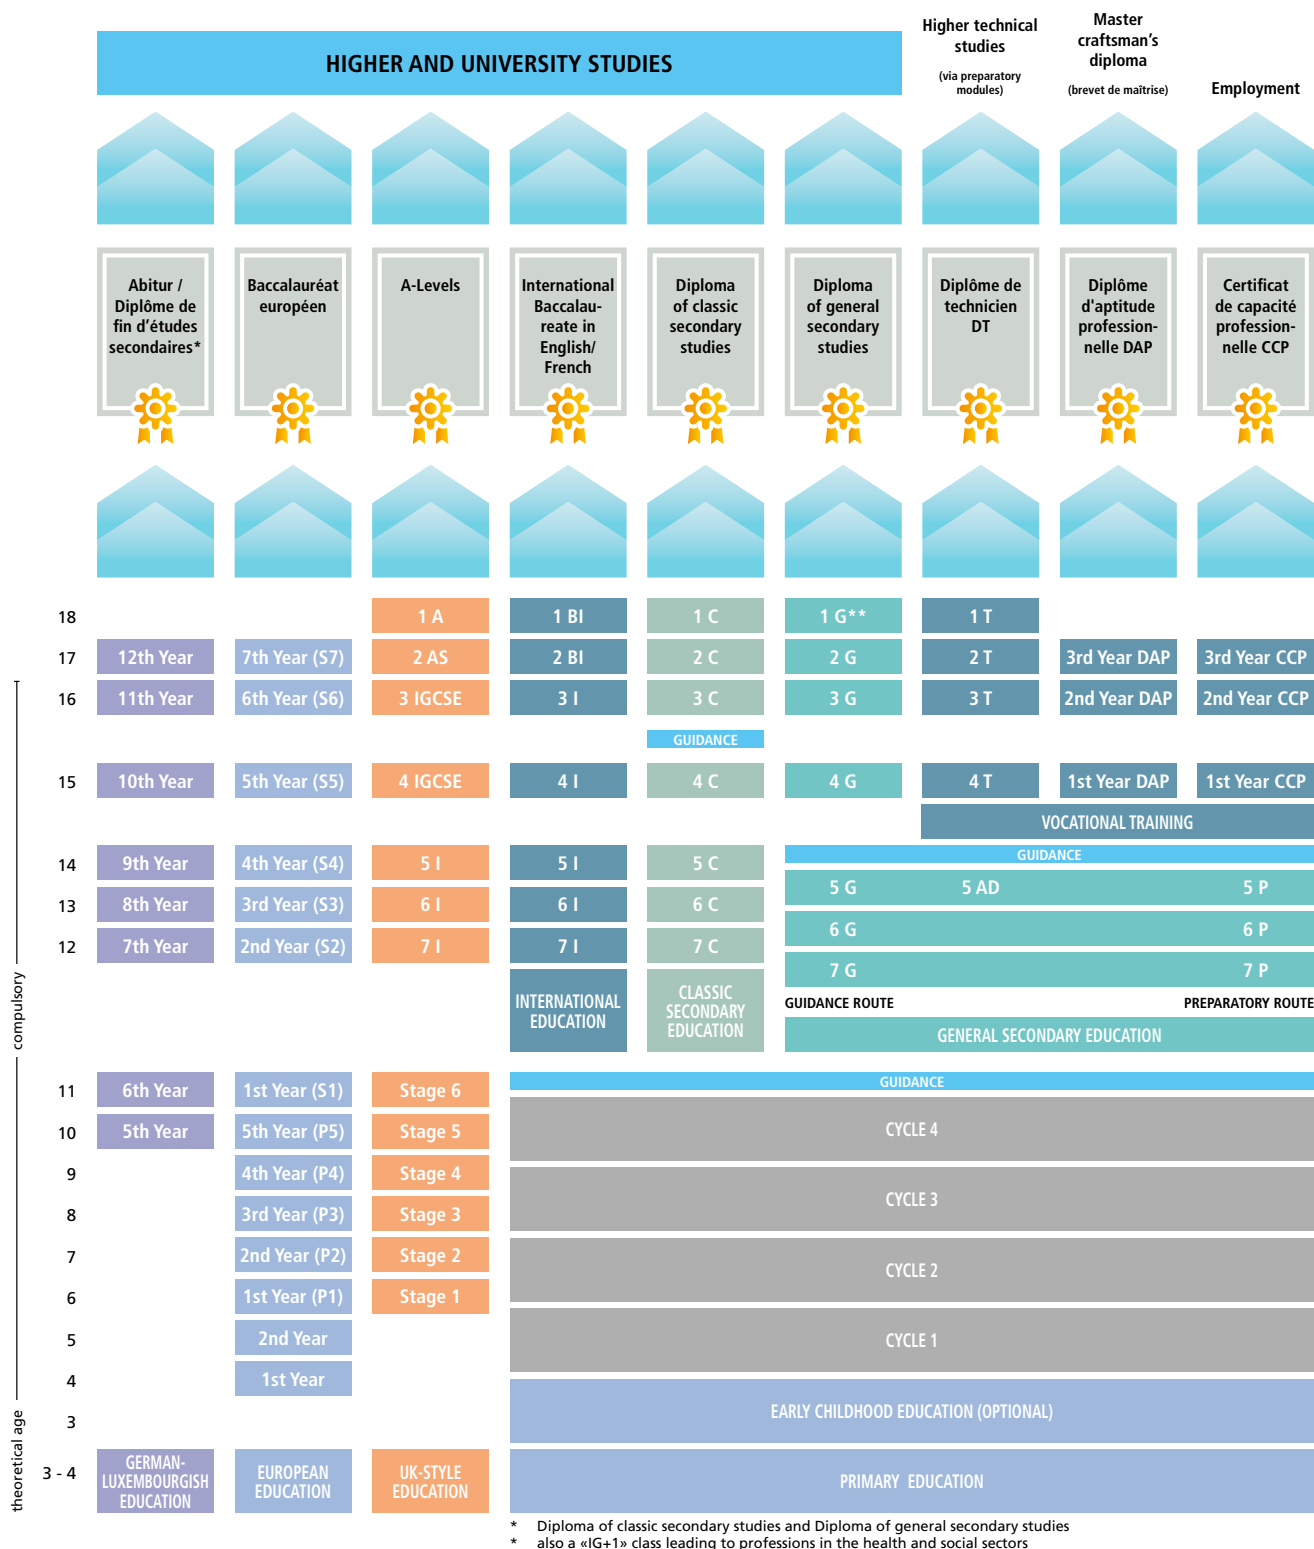 HIGHER AND UNIVERSITY STUDIES
Higher technical
studies
(via preparatory
modules)
Master
craftsman's
diploma
(brevet de maîtrise)
Employment
Abitur /
Diplôme de
fin d'études
secondaires*
Baccalauréat
européen
A-Levels
International
Baccalau-
reate in
English/
French
Diploma
of classic
secondary
studies
Diploma
of general
secondary
studies
Diplôme de
technicien
DT
Diplôme
d'aptitude
profession-
nelle DAP
Certificat
de capacité
profession-
nelle CCP
18 1 A 1 BI 1 C 1 G** 1 T
17 12th Year 7th Year (S7) 2 AS 2 BI 2 C 2 G 2 T 3rd Year DAP 3rd Year CCP
16 11th Year 6th Year (S6) 3 IGCSE 3 I 3 C 3 G 3 T 2nd Year DAP 2nd Year CCP
GUIDANCE
15 10th Year 5th Year (S5) 4 IGCSE 4 I 4 C 4 G 4 T 1st Year DAP 1st Year CCP
VOCATIONAL TRAINING
GUIDANCE
14 9th Year 4th Year (S4) 5 I 5 I 5 C
5 G 5 AD 5 P
13 8th Year 3rd Year (S3) 6 I 6 I 6 C
6 G 6 P
12 7th Year 2nd Year (S2) 7 I 7 I 7 C
7 G 7 P
INTERNATIONAL
EDUCATION
CLASSIC
SECONDARY
EDUCATION
GUIDANCE ROUTE PREPARATORY ROUTE
GENERAL SECONDARY EDUCATION
compulsory
GUIDANCE
11 6th Year 1st Year (S1) Stage 6
10 5th Year 5th Year (P5) Stage 5
CYCLE 4
9 4th Year (P4) Stage 4
8 3rd Year (P3) Stage 3
CYCLE 3
7 2nd Year (P2) Stage 2
6 1st Year (P1) Stage 1
CYCLE 2
5 2nd Year
4 1st Year
CYCLE 1
3
EARLY CHILDHOOD EDUCATION (OPTIONAL)
theoretical age
3 - 4
GERMAN-
LUXEMBOURGISH
EDUCATION
EUROPEAN
EDUCATION
UK-STYLE
EDUCATION
PRIMARY EDUCATION
* Diploma of classic secondary studies and Diploma of general secondary studies
* also a «IG+1» class leading to professions in the health and social sectors